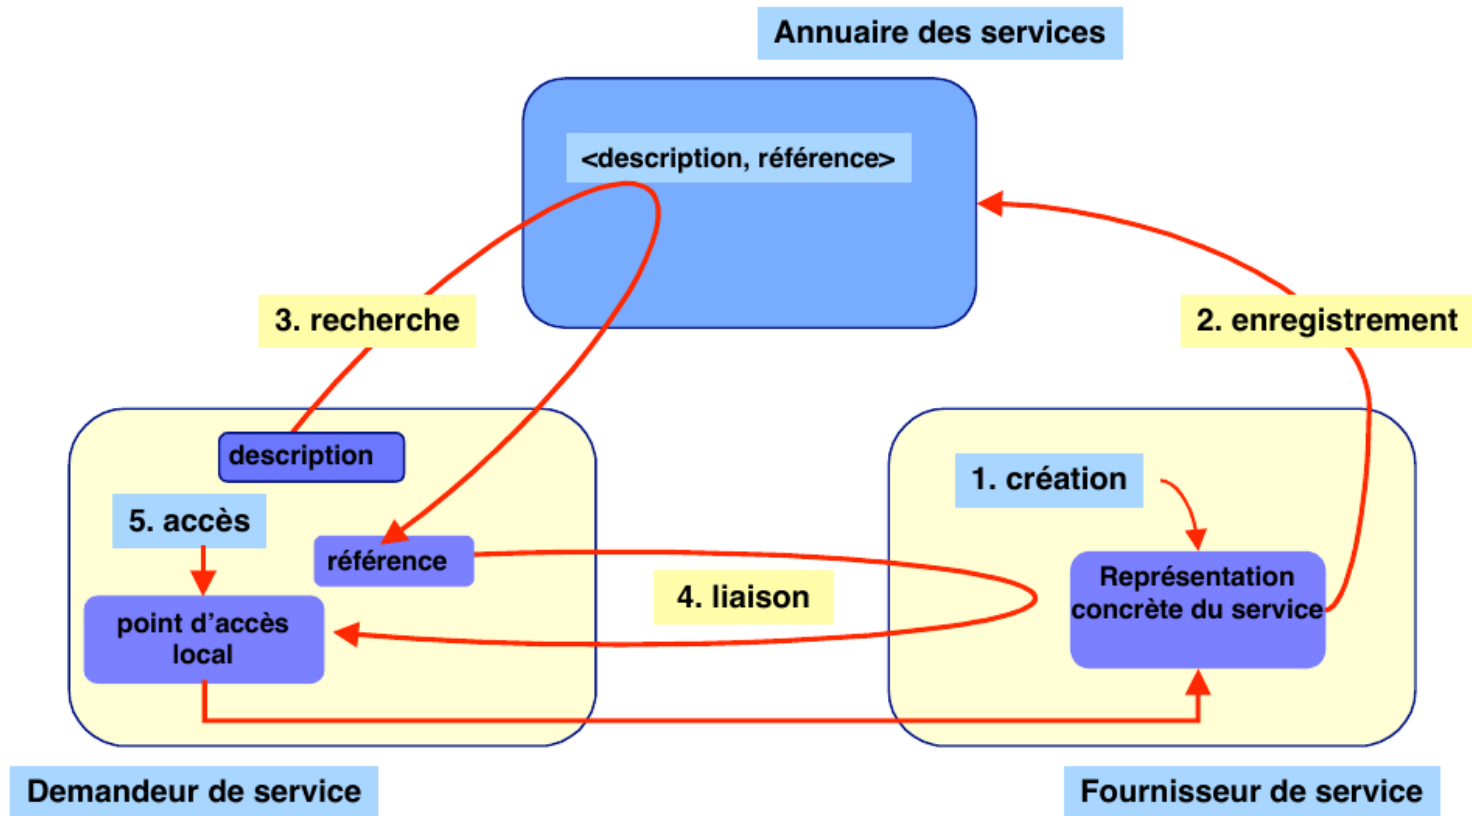 Annuaire des services
<description, référence>
3. recherche
2. enregistrement
description
1. création
5. accès
référence
Représentation
concrète du service
4. liaison
point d’accès
local
Demandeur de service
Fournisseur de service